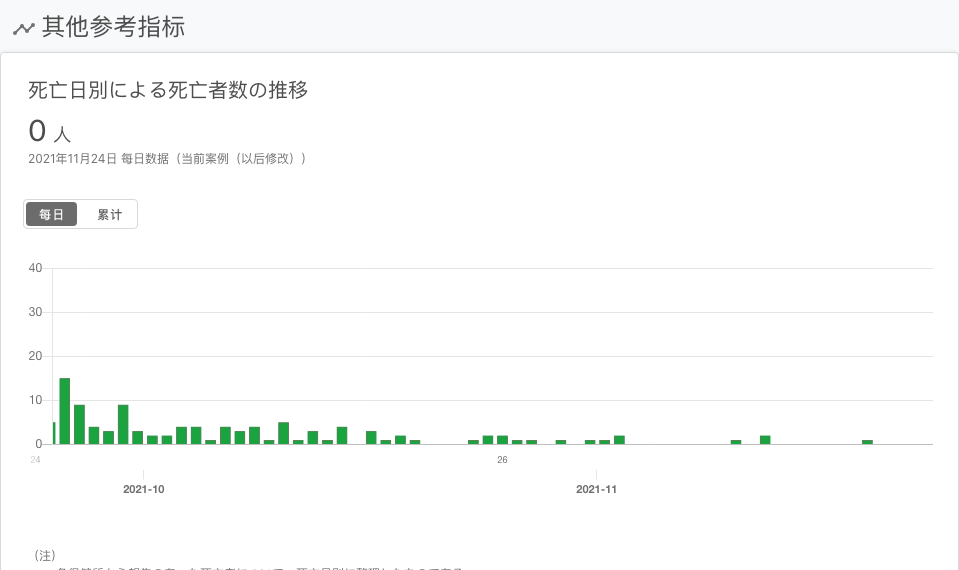 其他参考指标
死亡日別による死亡者数の推移
0 人
2021年11月24日 每日数据（当前案例（以后修改））
每日 累计
40
30
20
10
0
24 26
2021-10 2021-11
（注）